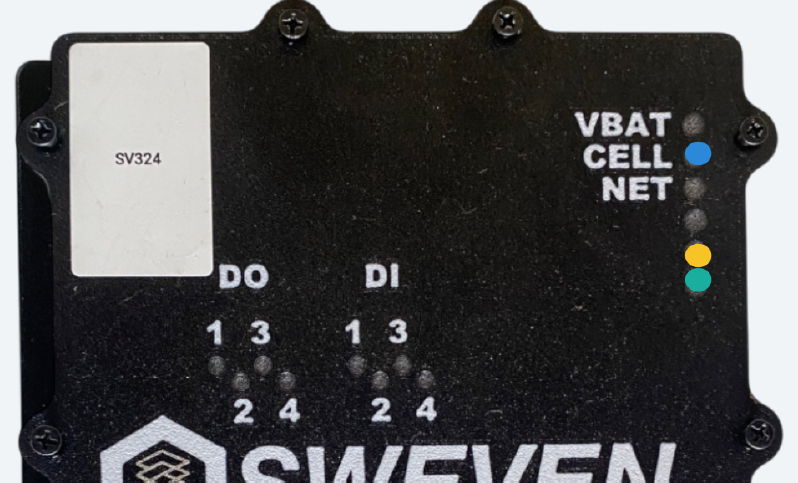 SV324
VBAT
CELL
NET
DO DI
1 3 1 3
2 4 2 4
SWEVEN